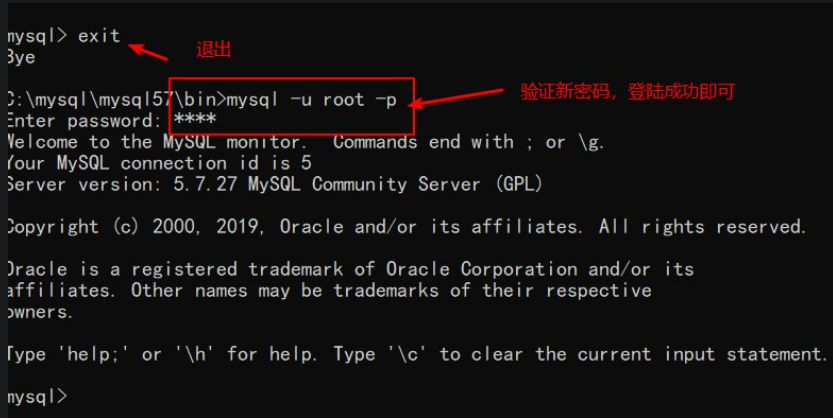 mysql> exit
退出
Bye
C:\mysql\mysql57\bin>mysql -u root -p
验证新密码，登陆成功即可
Enter password: ****
Welcome to the MySQL monitor.  Commands end with ; or \g.
Your MySQL connection id is 5
Server version: 5.7.27 MySQL Community Server (GPL)
Copyright (c) 2000, 2019, Oracle and/or its affiliates. All rights reserved.
Oracle is a registered trademark of Oracle Corporation and/or its
affiliates. Other names may be trademarks of their respective
owners.
Type 'help;' or '\h' for help. Type '\c' to clear the current input statement.
mysql>